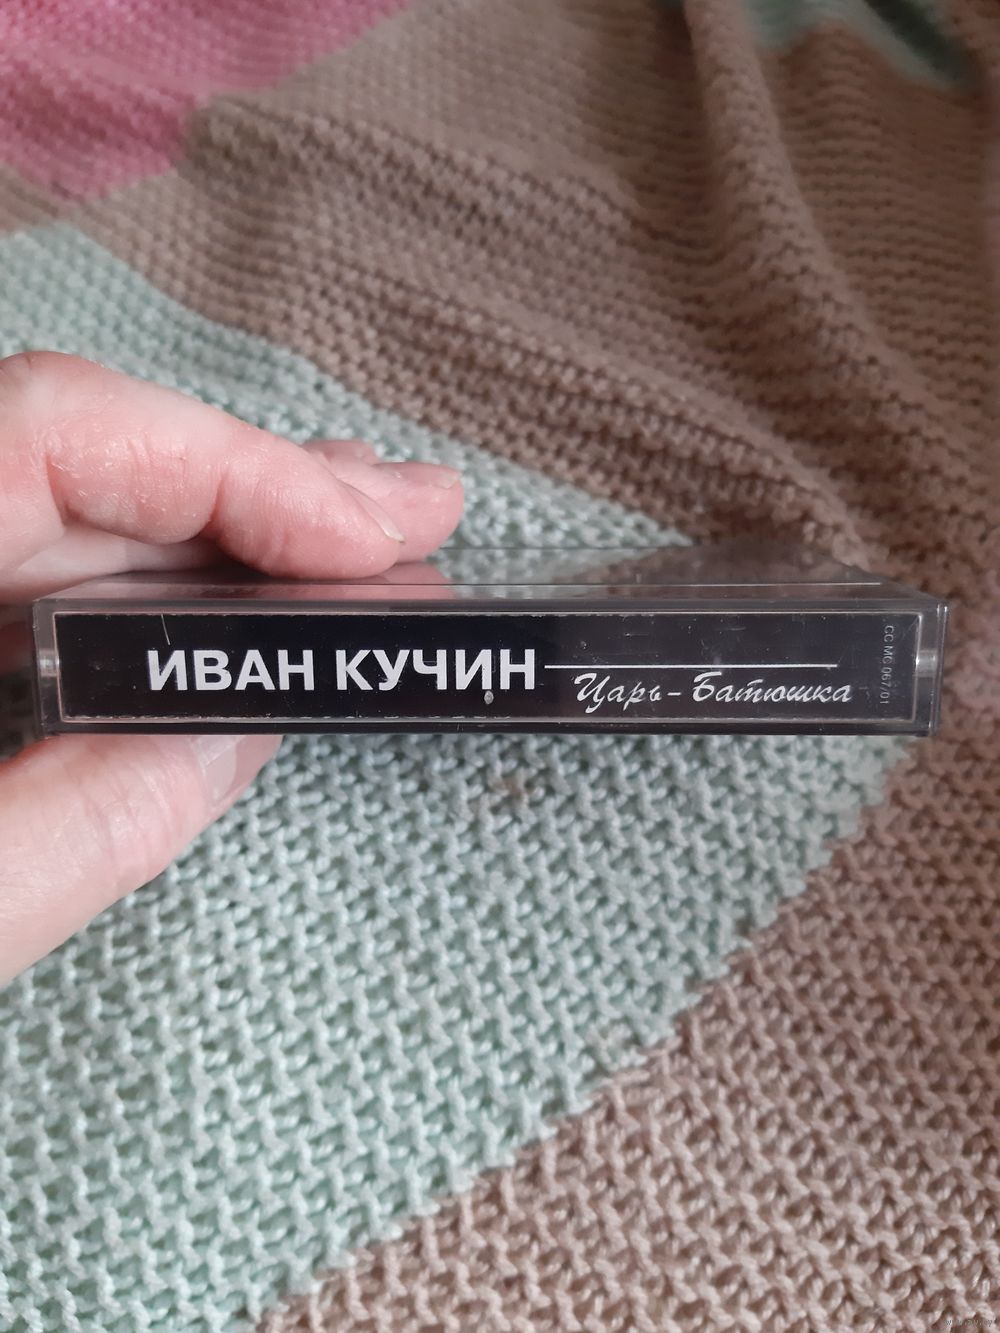 ИВАН КУЧИН
Царь-Батюшка
CC MC 067/01